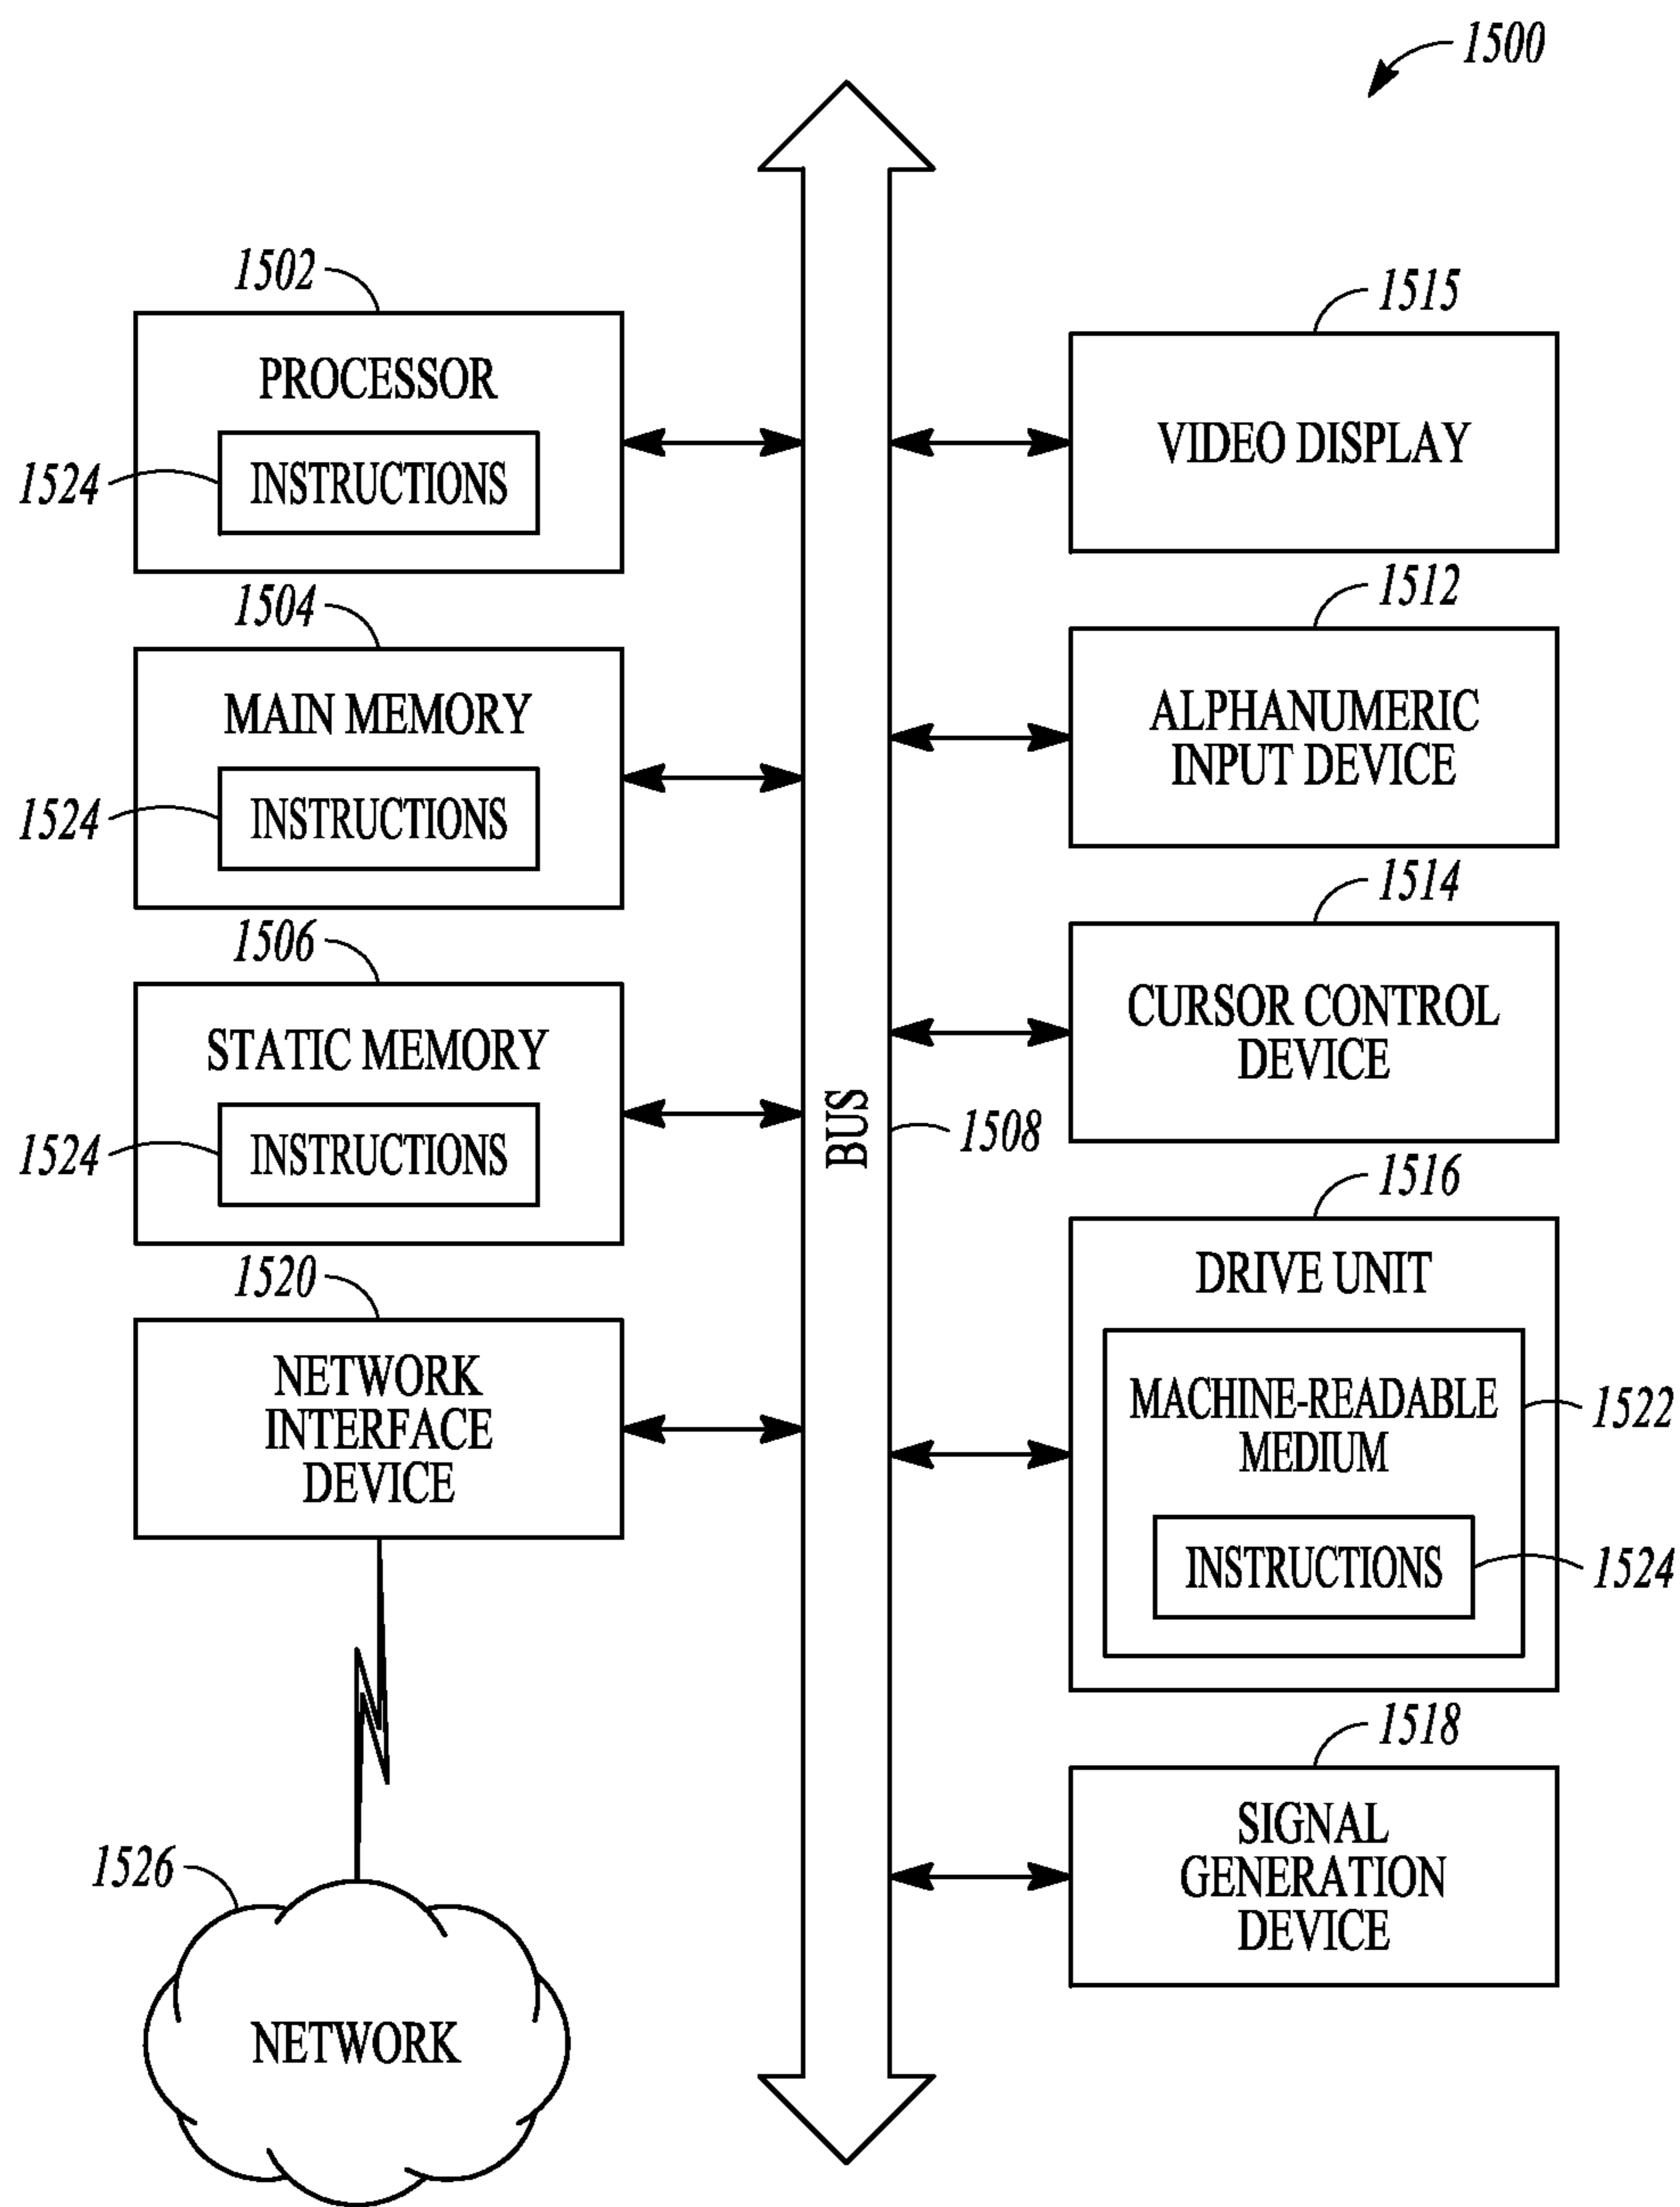 1500
1502
PROCESSOR
1524
INSTRUCTIONS
1504
MAIN MEMORY
1524
INSTRUCTIONS
1506
STATIC MEMORY
1524
INSTRUCTIONS
1520
NETWORK
INTERFACE
DEVICE
1526
NETWORK
BUS
1508
1515
VIDEO DISPLAY
1512
ALPHANUMERIC
INPUT DEVICE
1514
CURSOR CONTROL
DEVICE
1516
DRIVE UNIT
MACHINE-READABLE
MEDIUM
1522
INSTRUCTIONS
1524
1518
SIGNAL
GENERATION
DEVICE